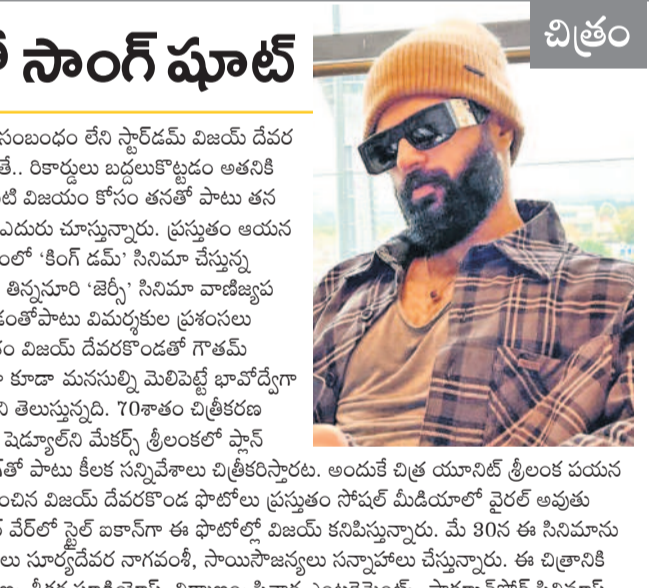 చిత్రం
సాంగ్ షూట్
సంబంధం లేని స్టార్‌డమ్ విజయ్ దేవర
తే.. రికార్డులు బద్దలుకొట్టడం అతనికి
టి విజయం కోసం తనతో పాటు తన
ఎదురు చూస్తున్నారు. ప్రస్తుతం ఆయన
ంలో 'కింగ్ డమ్' సినిమా చేస్తున్న
తిన్ననూరి 'జెర్సీ' సినిమా వాణిజ్యప
డంతోపాటు విమర్శకుల ప్రశంసలు
విజయ్ దేవరకొండతో గౌతమ్
కూడా మనసుల్ని మెలిపెట్టే భావోద్వేగా
ని తెలుస్తున్నది. 70శాతం చిత్రీకరణ
షెడ్యూల్‌ని మేకర్స్ శ్రీలంకలో ప్లాన్
తో పాటు కీలక సన్నివేశాలు చిత్రీకరిస్తారట. అందుకే చిత్ర యూనిట్ శ్రీలంక పయన
ంచిన విజయ్ దేవరకొండ ఫొటోలు ప్రస్తుతం సోషల్ మీడియాలో వైరల్ అవుతు
వేర్‌లో స్టైల్ ఐకాన్‌గా ఈ ఫొటోల్లో విజయ్ కనిపిస్తున్నారు. మే 30న ఈ సినిమాను
లు సూర్యదేవర నాగవంశీ, సాయిసౌజన్యలు సన్నాహాలు చేస్తున్నారు. ఈ చిత్రానికి